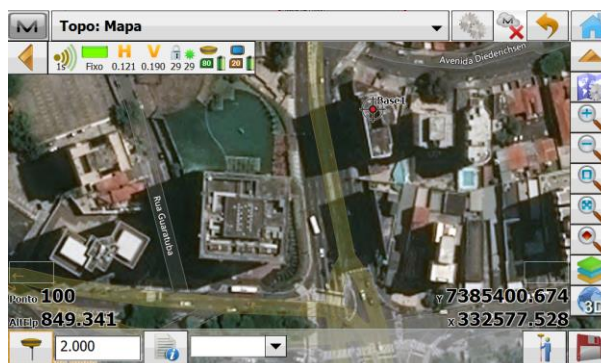 M Topo: Mapa M
1s Fixo H 0.121 V 0.190 29 29 80 20
Avenida Diederichsen
Base1
Rua Guaratuba
Ponto 100
Y 7385400.674
AltElp 849.341
X 332577.528
3D
2.000